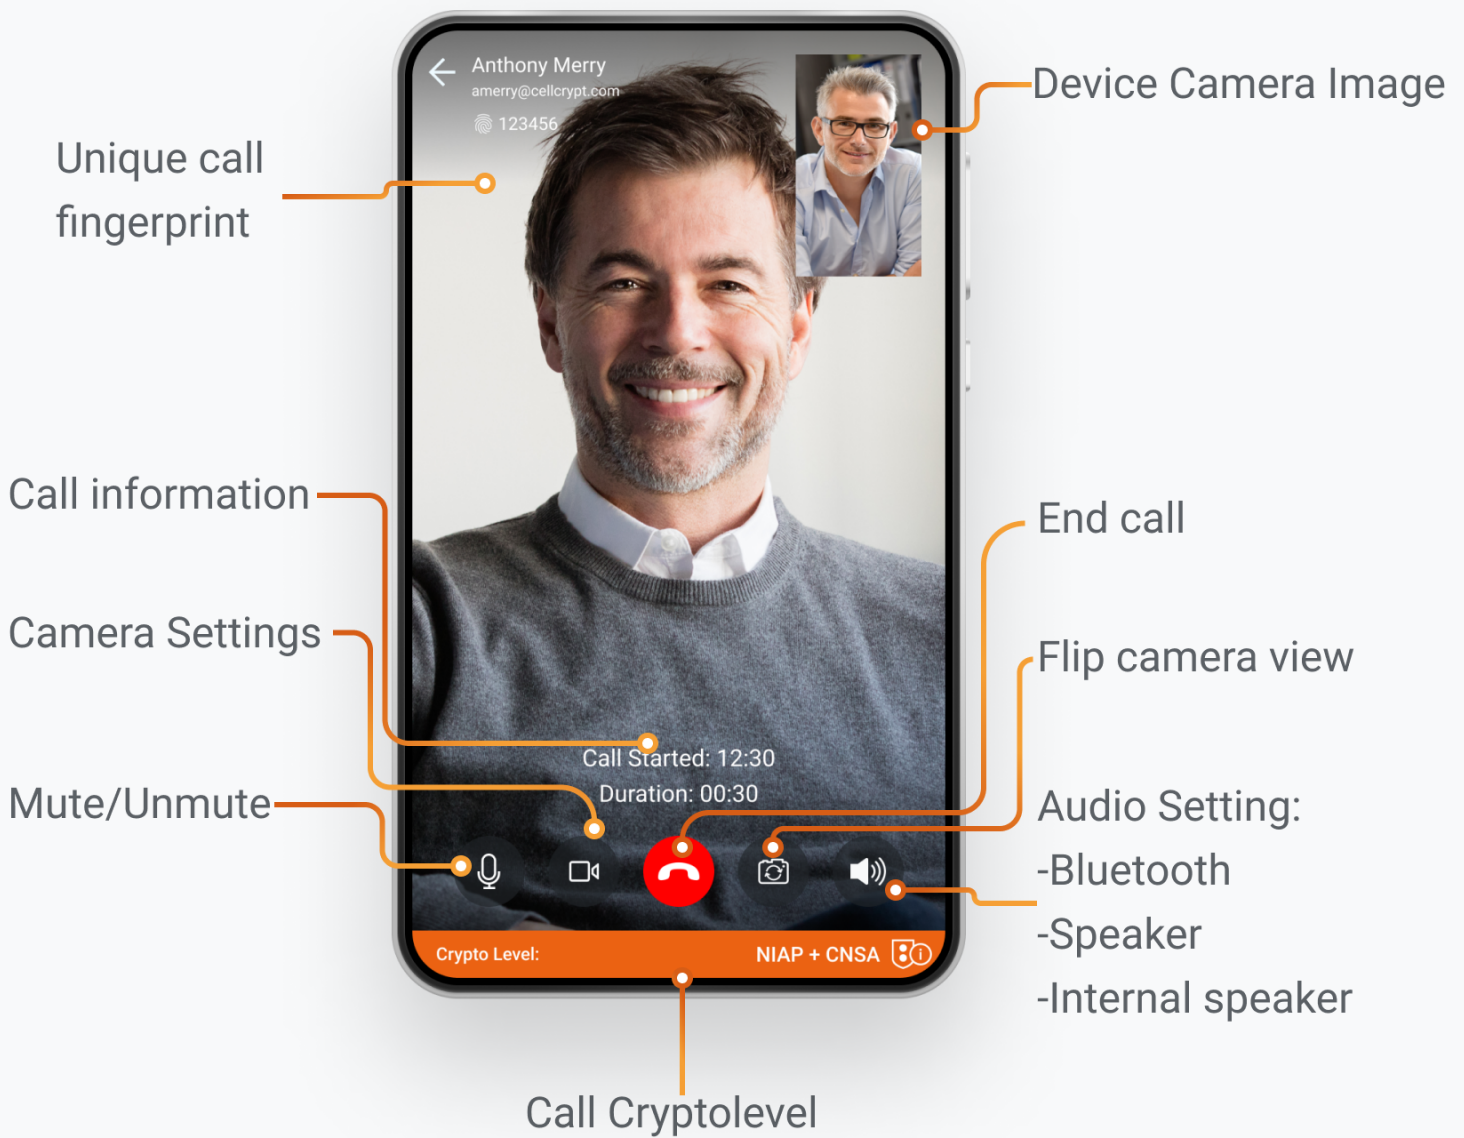 Anthony Merry
amerry@cellcrypt.com
123456
Device Camera Image
Unique call
fingerprint
Call information
End call
Camera Settings
Flip camera view
Call Started: 12:30
Duration: 00:30
Mute/Unmute
Audio Setting:
-Bluetooth
-Speaker
-Internal speaker
Crypto Level:
NIAP + CNSA
Call Cryptolevel